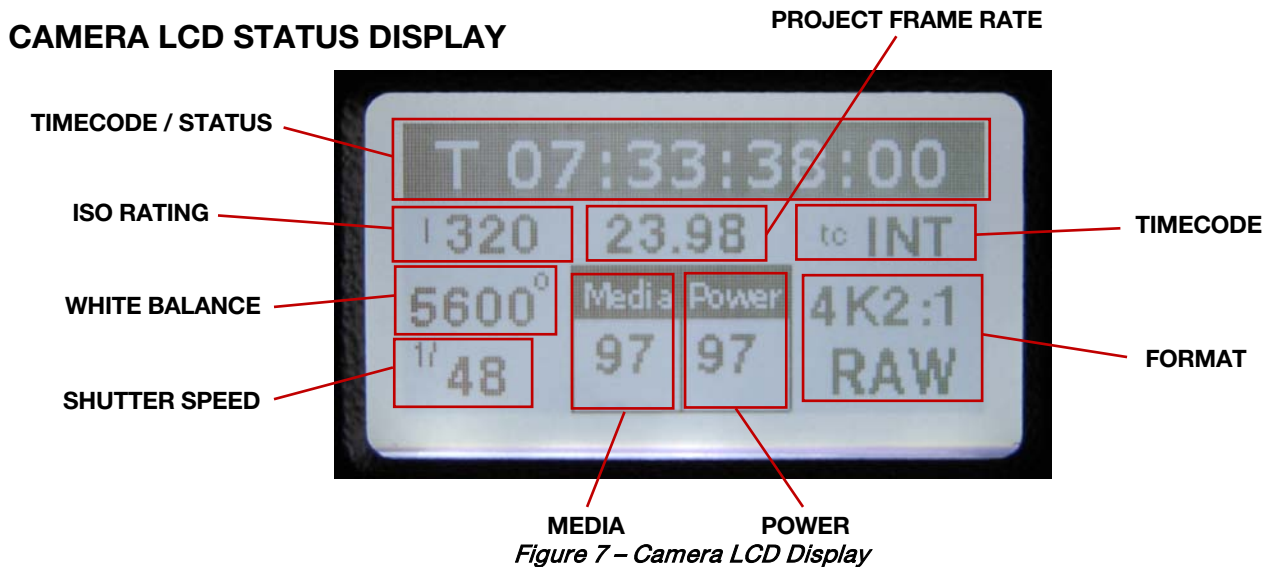 PROJECT FRAME RATE
CAMERA LCD STATUS DISPLAY
TIMECODE / STATUS
T 07:33:38:00
ISO RATING
I 320
23.98
tc INT
TIMECODE
WHITE BALANCE
5600°
Media
Power
4K2:1
97
97
RAW
FORMAT
1/48
SHUTTER SPEED
MEDIA
POWER
Figure 7 – Camera LCD Display